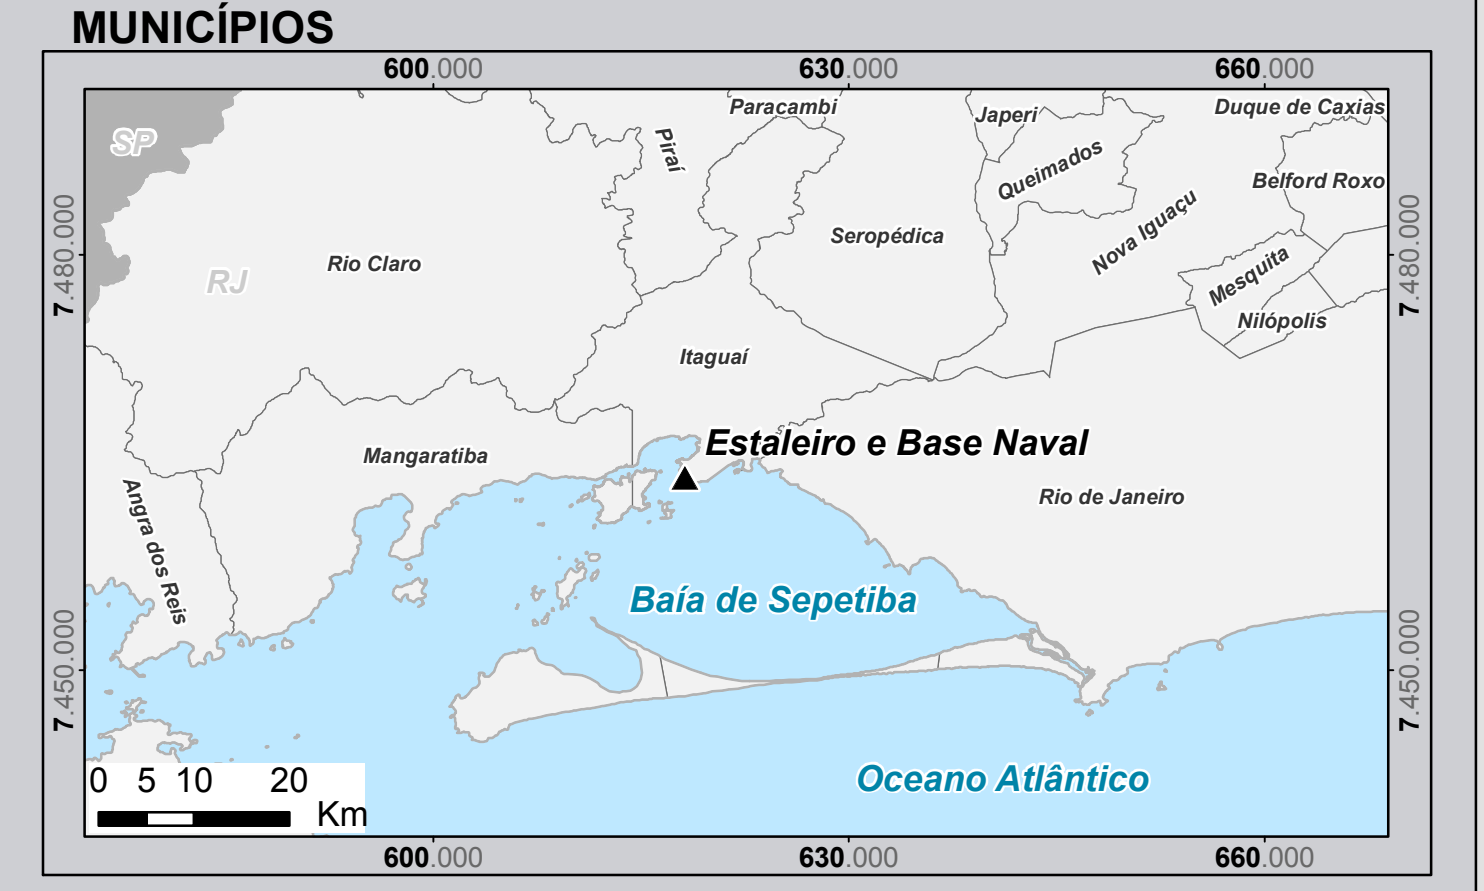 MUNICÍPIOS
600.000
630.000
660.000
Paracambi
Japeri
Duque de Caxias
SP
Piraí
Queimados
Belford Roxo
7.480.000
Rio Claro
Seropédica
Nova Iguaçu
7.480.000
RJ
Mesquita
Nilópolis
Itaguaí
Estaleiro e Base Naval
Mangaratiba
Rio de Janeiro
Angra dos Reis
Baía de Sepetiba
7.450.000
7.450.000
Oceano Atlântico
0 5 10 20
Km
600.000
630.000
660.000